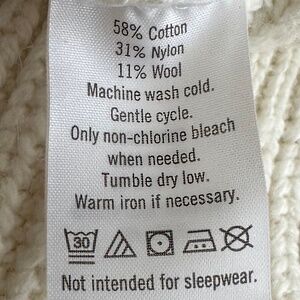 58% Cotton
31% Nylon
11% Wool
Machine wash cold.
Gentle cycle.
Only non-chlorine bleach
when needed.
Tumble dry low.
Warm iron if necessary.
30
Not intended for sleepwear.